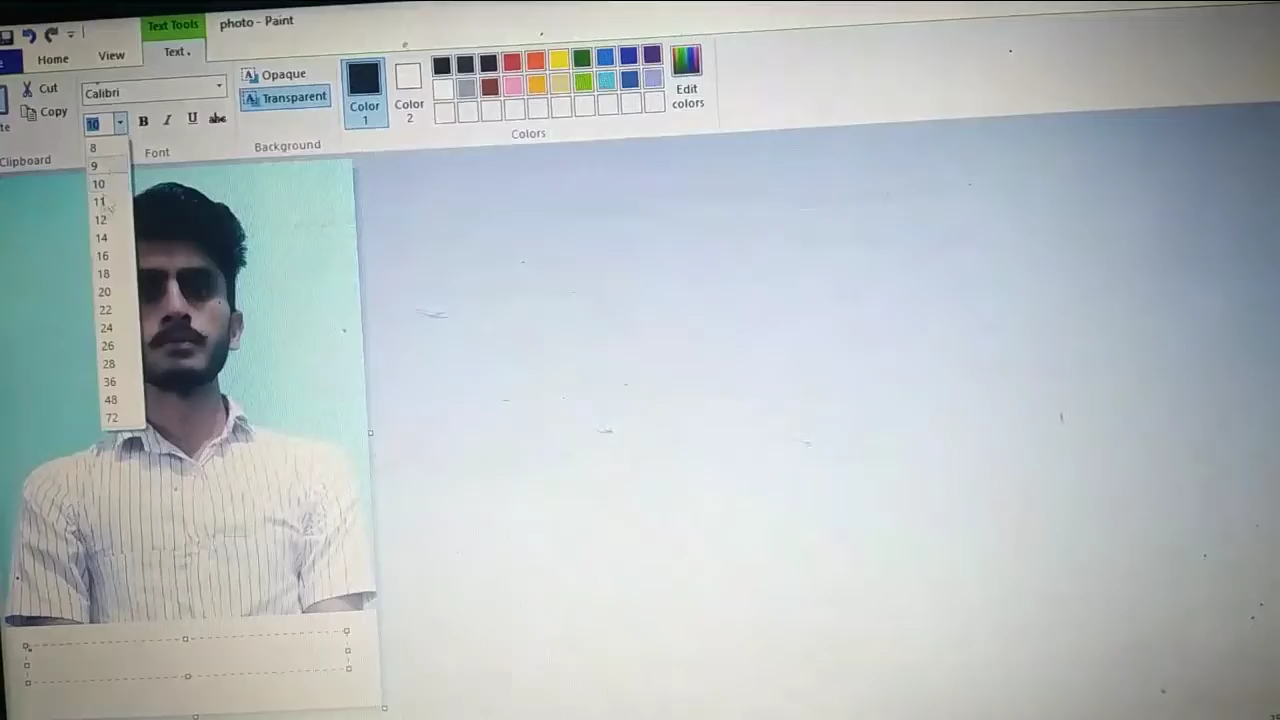 Text Tools
photo - Paint
Home
View
Text
Cut
Copy
Clipboard
Calibri
10
B I U abc
Font
Opaque
Transparent
Background
Color
1
Color
2
Edit
colors
Colors
8
9
10
11
12
14
16
18
20
22
24
26
28
36
48
72